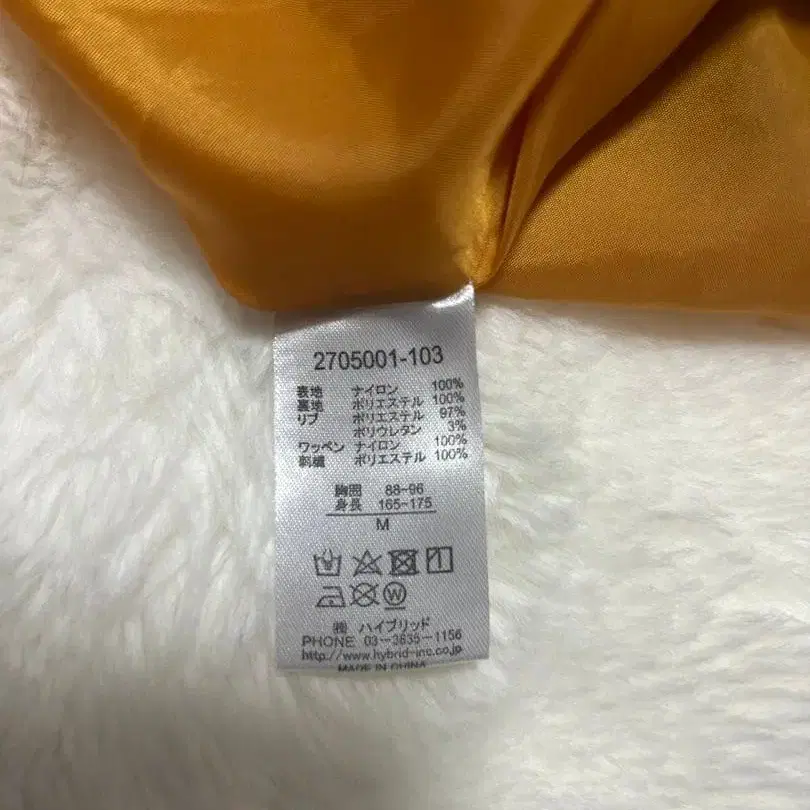 2705001-103
表地 ナイロン 100%
裏地 ポリエステル 100%
リブ ポリエステル 97%
ポリウレタン 3%
ワッペン ナイロン 100%
刺繍 ポリエステル 100%
胸囲 88-96
身長 165-175
M
W
㈱ ハイブリッド
PHONE 03-3635-1156
http://www.hybrid-inc.co.jp
MADE IN CHINA